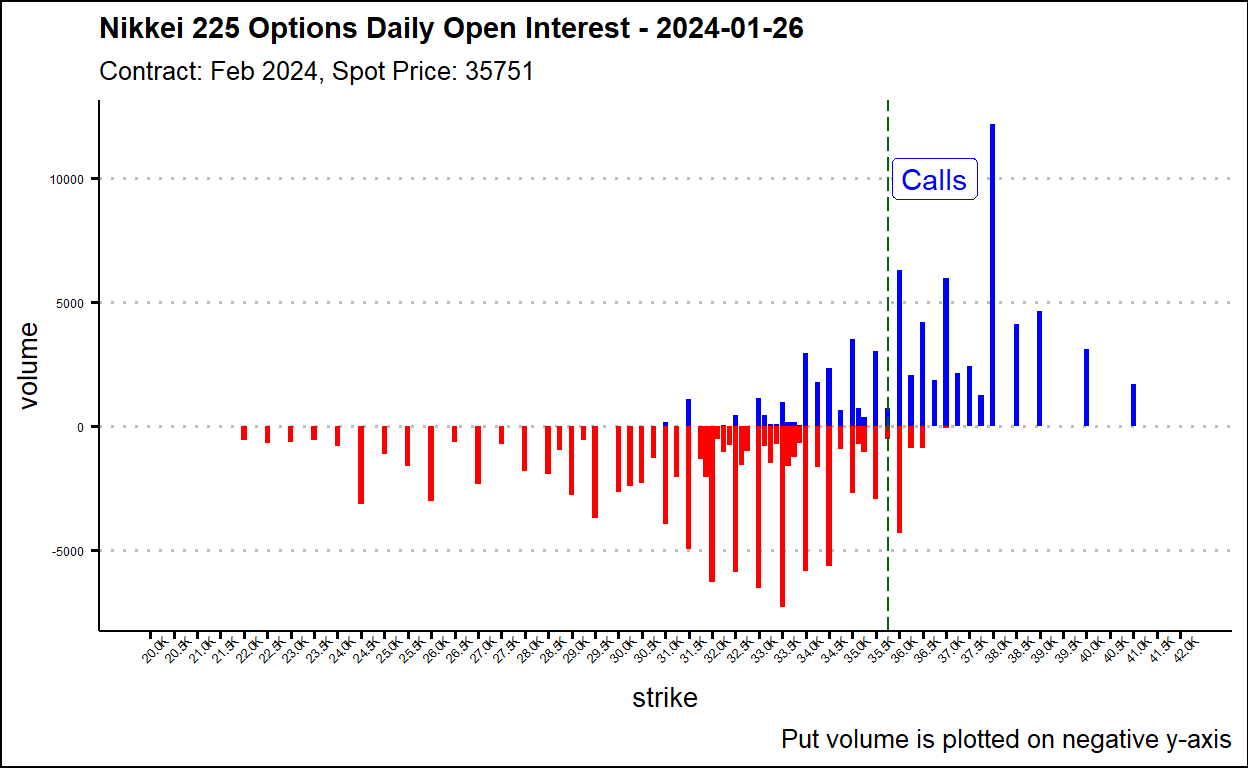 Nikkei 225 Options Daily Open Interest - 2024-01-26
Contract: Feb 2024, Spot Price: 35751
Calls
10000
5000
0
-5000
volume
20.0K 20.5K 21.0K 21.5K 22.0K 22.5K 23.0K 23.5K 24.0K 24.5K 25.0K 25.5K 26.0K 26.5K 27.0K 27.5K 28.0K 28.5K 29.0K 29.5K 30.0K 30.5K 31.0K 31.5K 32.0K 32.5K 33.0K 33.5K 34.0K 34.5K 35.0K 35.5K 36.0K 36.5K 37.0K 37.5K 38.0K 38.5K 39.0K 39.5K 40.0K 40.5K 41.0K 41.5K 42.0K
strike
Put volume is plotted on negative y-axis